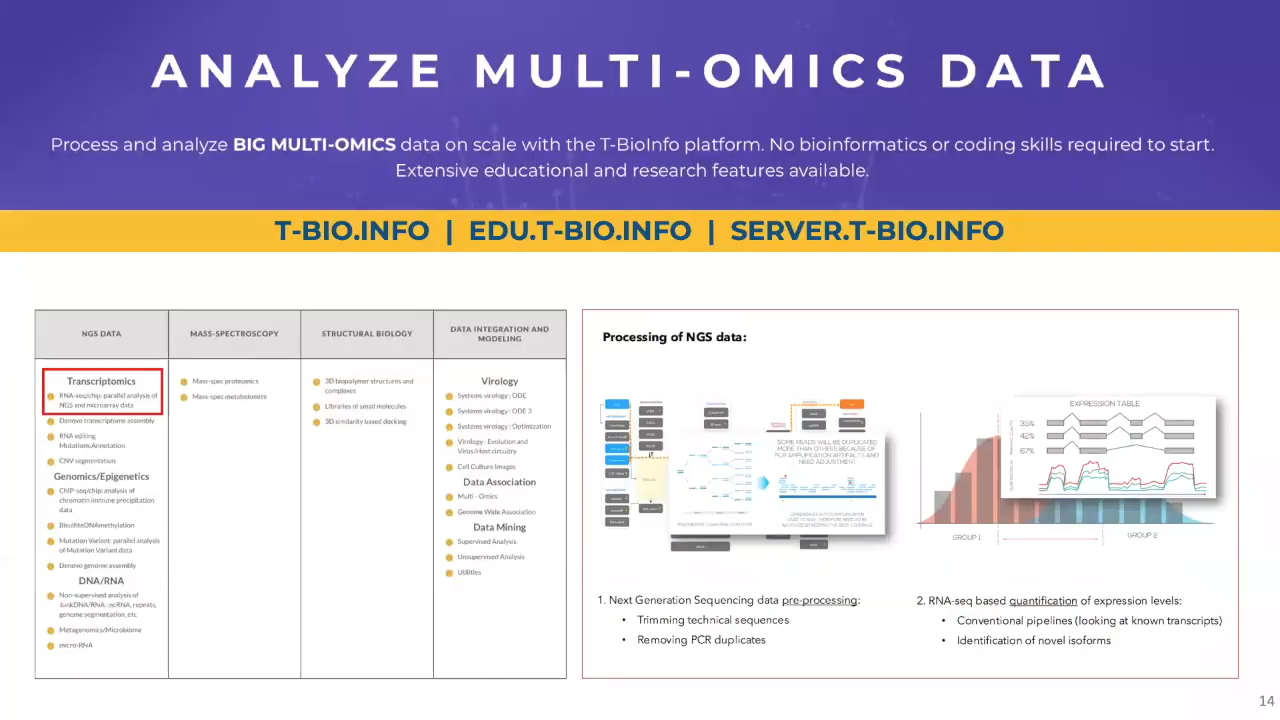 ANALYZE MULTI-OMICS DATA
Process and analyze BIG MULTI-OMICS data on scale with the T-BioInfo platform. No bioinformatics or coding skills required to start.
Extensive educational and research features available.
T-BIO.INFO | EDU.T-BIO.INFO | SERVER.T-BIO.INFO
NGS DATA
Transcriptomics
RNA-seq/chip: parallel analysis of
NGS and microarray data
Denovo transcriptome assembly
RNA editing,
Mutations,Annotation
CNV segmentation
Genomics/Epigenetics
ChIP-seq/chip analysis of
chromatin immune precipitation
data
BisulfiteDNAmethylation
Mutation Variant: parallel analysis
of Mutation Variant data
Denovo genome assembly
DNA/RNA
Non-supervised analysis of
JunkDNA/RNA : ncRNA, repeats,
genome segmentation, etc
Metagenomics/Microbiome
micro-RNA
MASS-SPECTROSCOPY
Mass-spec proteomics
Mass-spec metabolomics
STRUCTURAL BIOLOGY
3D biopolymer structures and
complexes
Libraries of small molecules
3D similarity based docking
DATA INTEGRATION AND
MODELING
Virology
Systems virology : ODE
Systems virology : ODE 3
Systems virology : Optimization
Virology : Evolution and
Virus/Host circuitry
Cell Culture Images
Data Association
Multi - Omics
Genome Wide Association
Data Mining
Supervised Analysis
Unsupervised Analysis
Utilities
Processing of NGS data:
SOME READS WILL BE DUPLICATED
MORE THAN OTHERS BECAUSE OF
PCR AMPLIFICATION ARTIFACTS AND
NEED ADJUSTMENT
EXPRESSION TABLE
35%
42%
67%
GROUP 1
GROUP 2
1. Next Generation Sequencing data pre-processing:
• Trimming technical sequences
• Removing PCR duplicates
2. RNA-seq based quantification of expression levels:
• Conventional pipelines (looking at known transcripts)
• Identification of novel isoforms
14